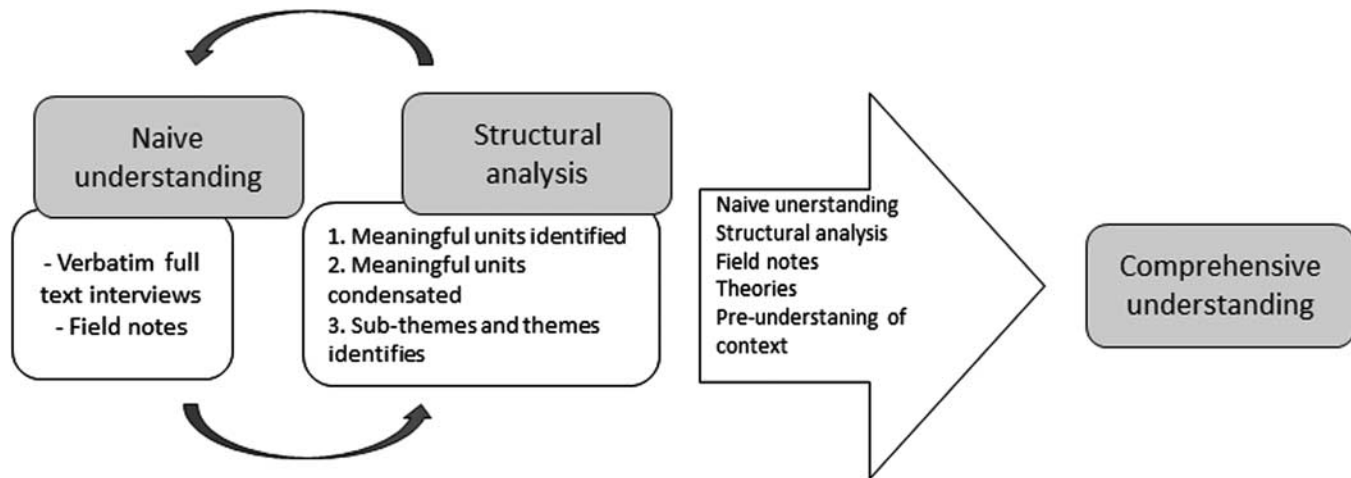 Naive
understanding
- Verbatim full
text interviews
- Field notes
Structural
analysis
1. Meaningful units identified
2. Meaningful units
condensated
3. Sub-themes and themes
identifies
Naive unerstanding
Structural analysis
Field notes
Theories
Pre-understaning of
context
Comprehensive
understanding